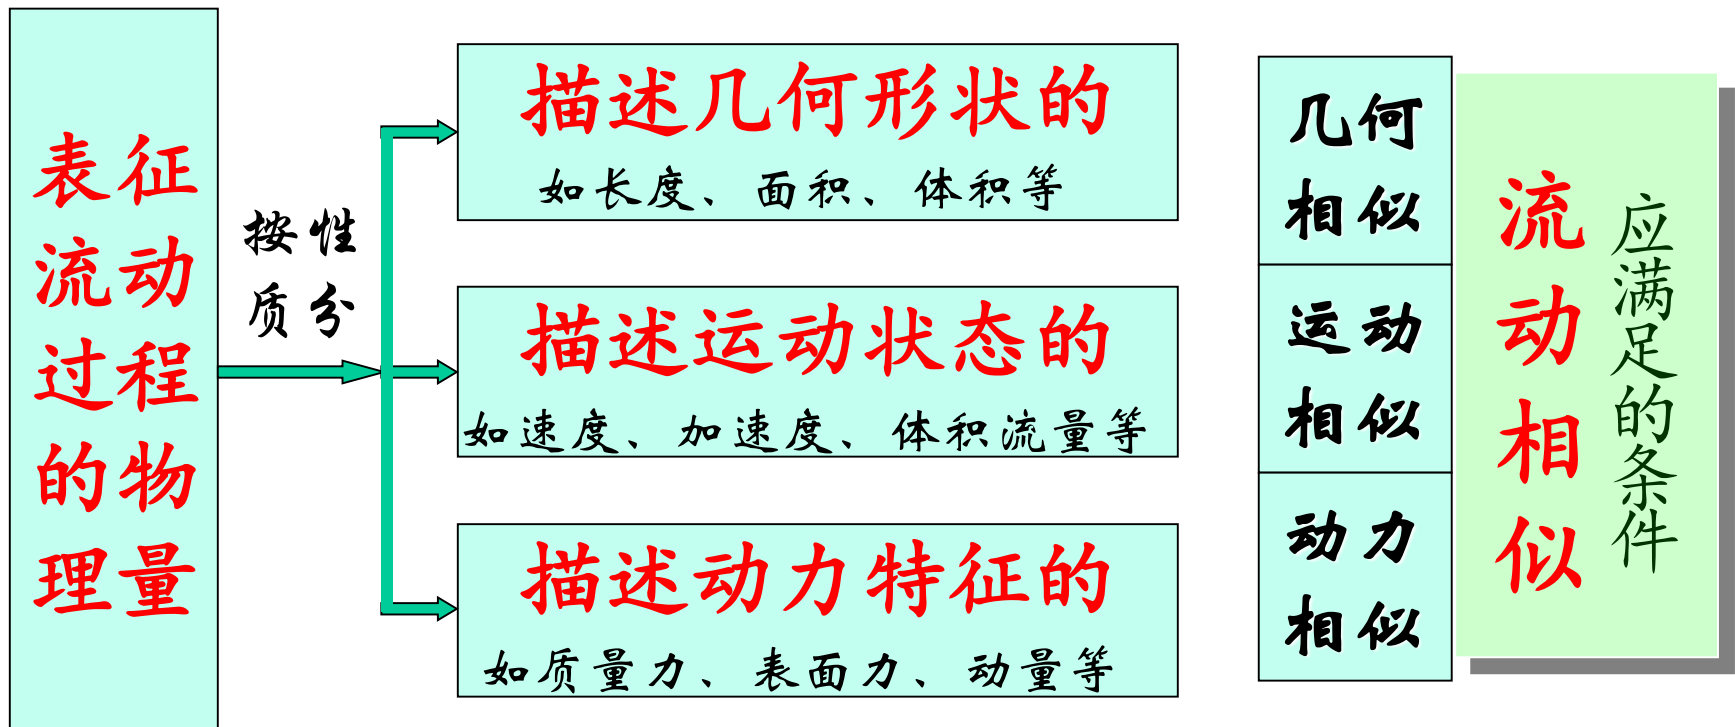 表征
流动
过程
的物
理量
按性
质分
描述几何形状的
如长度、面积、体积等
描述运动状态的
如速度、加速度、体积流量等
描述动力特征的
如质量力、表面力、动量等
几何
相似
运动
相似
动力
相似
流动相似
应满足的条件